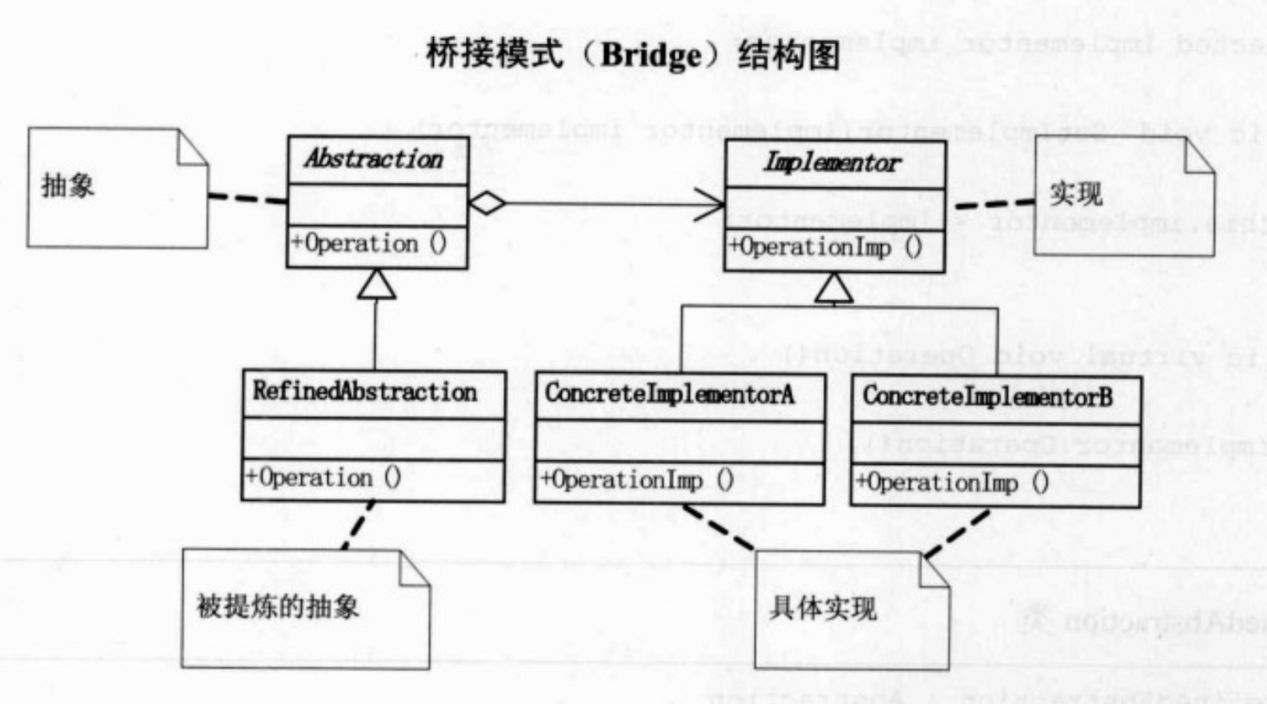 桥接模式（Bridge）结构图
抽象
Abstraction
+Operation ()
Implementor
+OperationImp ()
实现
RefinedAbstraction
+Operation ()
ConcreteImplementorA
+OperationImp ()
ConcreteImplementorB
+OperationImp ()
被提炼的抽象
具体实现